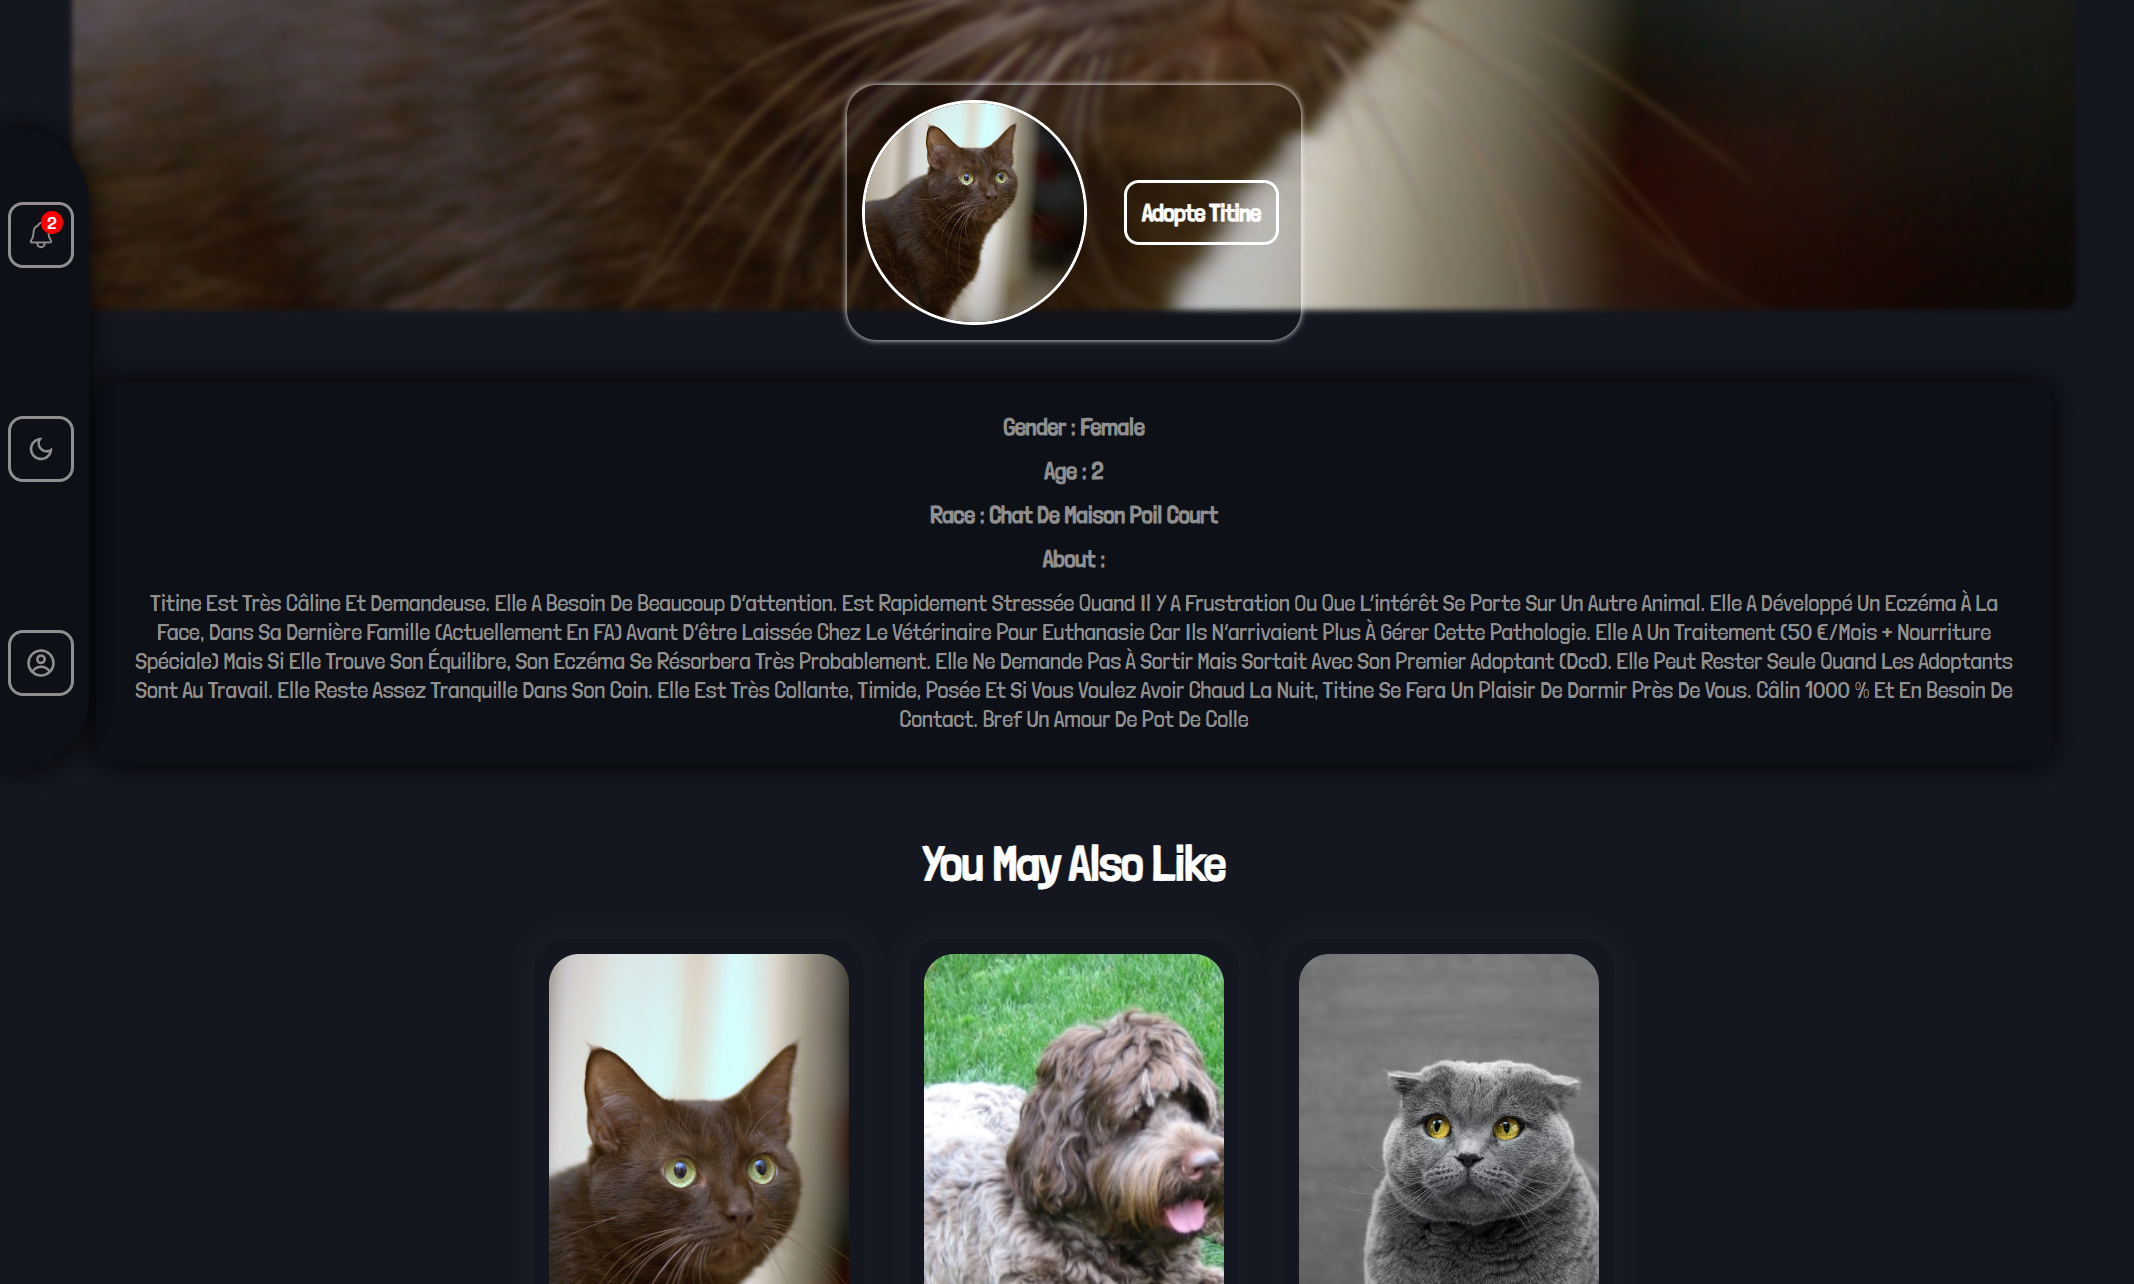 2
Adopte Titine
Gender : Female
Age : 2
Race : Chat De Maison Poil Court
About :
Titine Est Très Câline Et Demandeuse. Elle A Besoin De Beaucoup D'attention. Est Rapidement Stressée Quand Il Y A Frustration Ou Que L'intérêt Se Porte Sur Un Autre Animal. Elle A Développé Un Eczéma À La
Face, Dans Sa Dernière Famille (Actuellement En FA) Avant D'être Laissée Chez Le Vétérinaire Pour Euthanasie Car Ils N'arrivaient Plus À Gérer Cette Pathologie. Elle A Un Traitement (50 €/Mois + Nourriture
Spéciale) Mais Si Elle Trouve Son Équilibre, Son Eczéma Se Résorbera Très Probablement. Elle Ne Demande Pas À Sortir Mais Sortait Avec Son Premier Adoptant (Dcd). Elle Peut Rester Seule Quand Les Adoptants
Sont Au Travail. Elle Reste Assez Tranquille Dans Son Coin. Elle Est Très Collante, Timide, Posée Et Si Vous Voulez Avoir Chaud La Nuit, Titine Se Fera Un Plaisir De Dormir Près De Vous. Câlin 1000 % Et En Besoin De
Contact. Bref Un Amour De Pot De Colle
You May Also Like